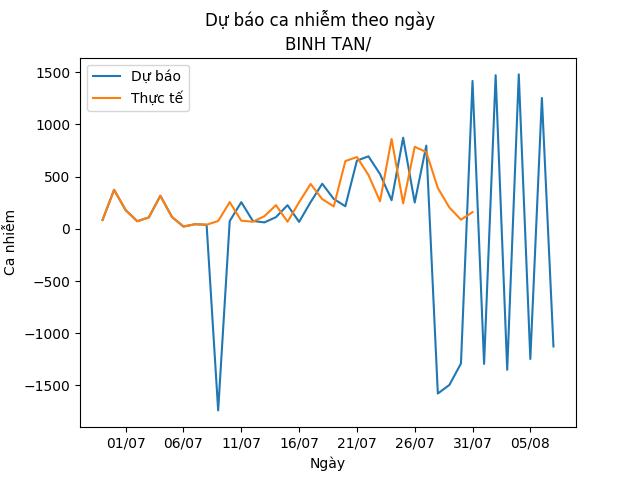 Dự báo ca nhiễm theo ngày
BINH TAN/
Dự báo
Thực tế
Ca nhiễm
1500
1000
500
0
−500
−1000
−1500
01/07 06/07 11/07 16/07 21/07 26/07 31/07 05/08
Ngày